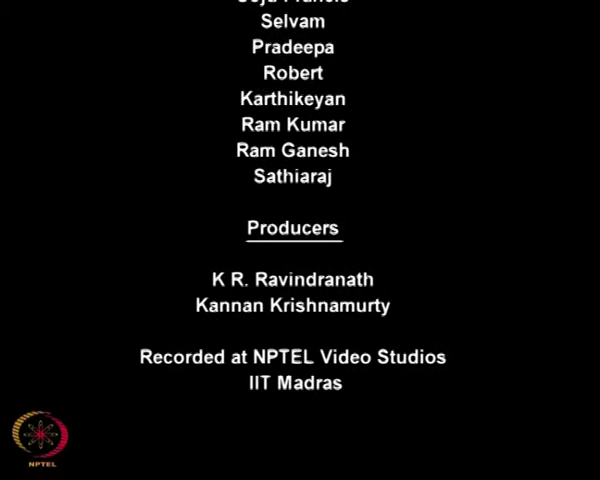 Selvam
Pradeepa
Robert
Karthikeyan
Ram Kumar
Ram Ganesh
Sathiaraj
Producers
K R. Ravindranath
Kannan Krishnamurty
Recorded at NPTEL Video Studios
IIT Madras
NPTEL